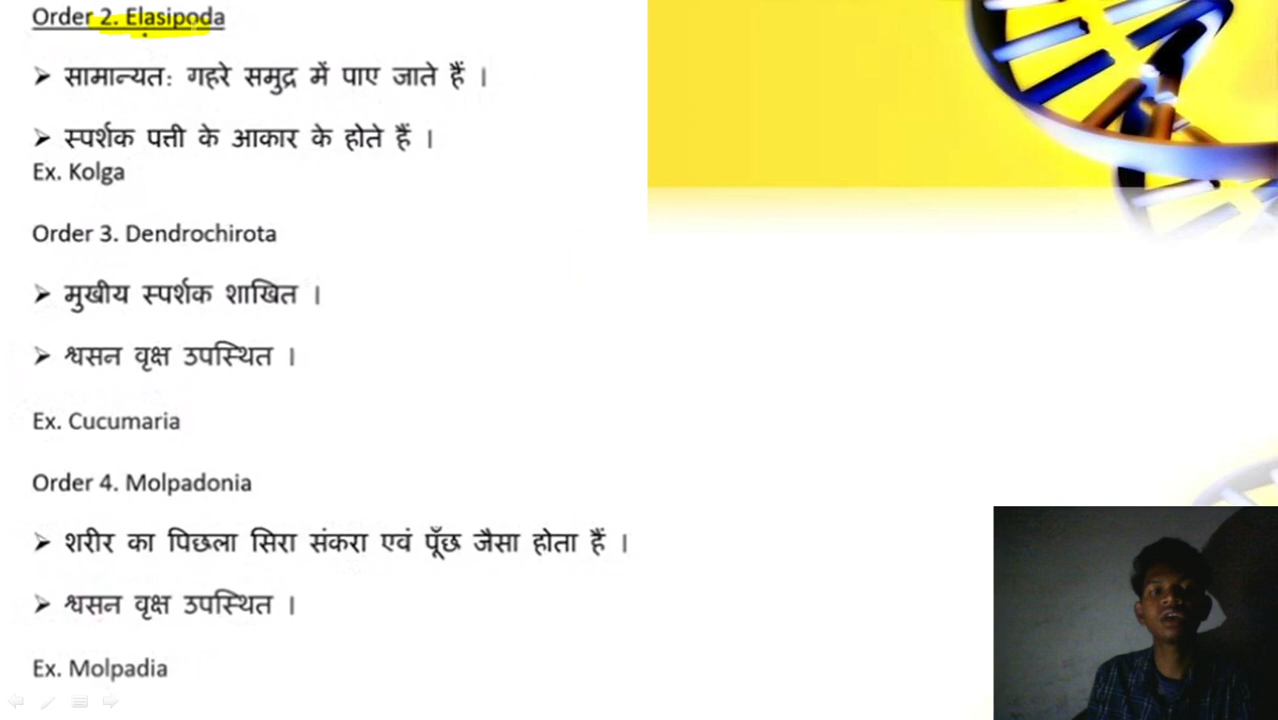 Order 2. Elasipoda
➢ सामान्यत: गहरे समुद्र में पाए जाते हैं ।
➢ स्पर्शक पत्ती के आकार के होते हैं ।
Ex. Kolga
Order 3. Dendrochirota
➢ मुखीय स्पर्शक शाखित ।
➢ श्वसन वृक्ष उपस्थित ।
Ex. Cucumaria
Order 4. Molpadonia
➢ शरीर का पिछला सिरा संकरा एवं पूँछ जैसा होता हैं ।
➢ श्वसन वृक्ष उपस्थित ।
Ex. Molpadia